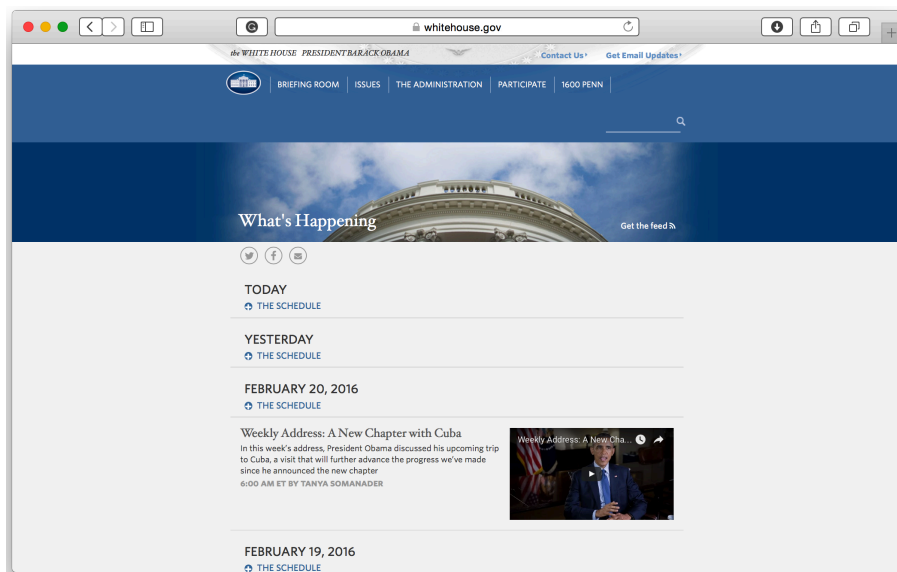 whitehouse.gov
the WHITE HOUSE PRESIDENT BARACK OBAMA
Contact Us
Get Email Updates
BRIEFING ROOM
ISSUES
THE ADMINISTRATION
PARTICIPATE
1600 PENN
What's Happening
Get the feed
TODAY
THE SCHEDULE
YESTERDAY
THE SCHEDULE
FEBRUARY 20, 2016
THE SCHEDULE
Weekly Address: A New Chapter with Cuba
In this week's address, President Obama discussed his upcoming trip
to Cuba, a visit that will further advance the progress we've made
since he announced the new chapter
6:00 AM ET BY TANYA SOMANADER
Weekly Address: A New Cha...
FEBRUARY 19, 2016
THE SCHEDULE